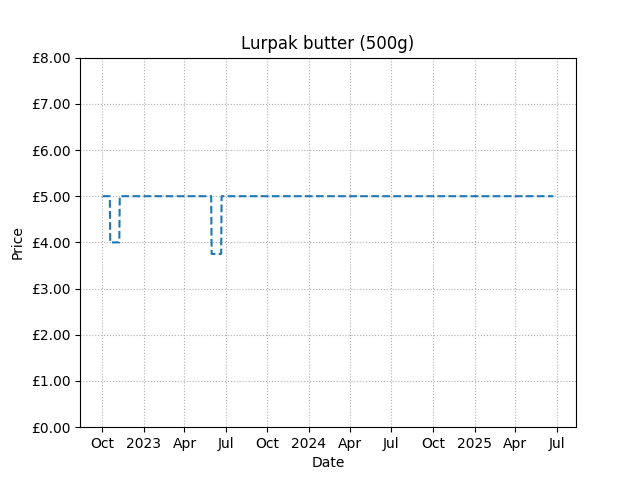 Lurpak butter (500g)
£8.00
£7.00
£6.00
£5.00
£4.00
£3.00
£2.00
£1.00
£0.00
Price
Oct 2023 Apr Jul Oct 2024 Apr Jul Oct 2025 Apr Jul
Date